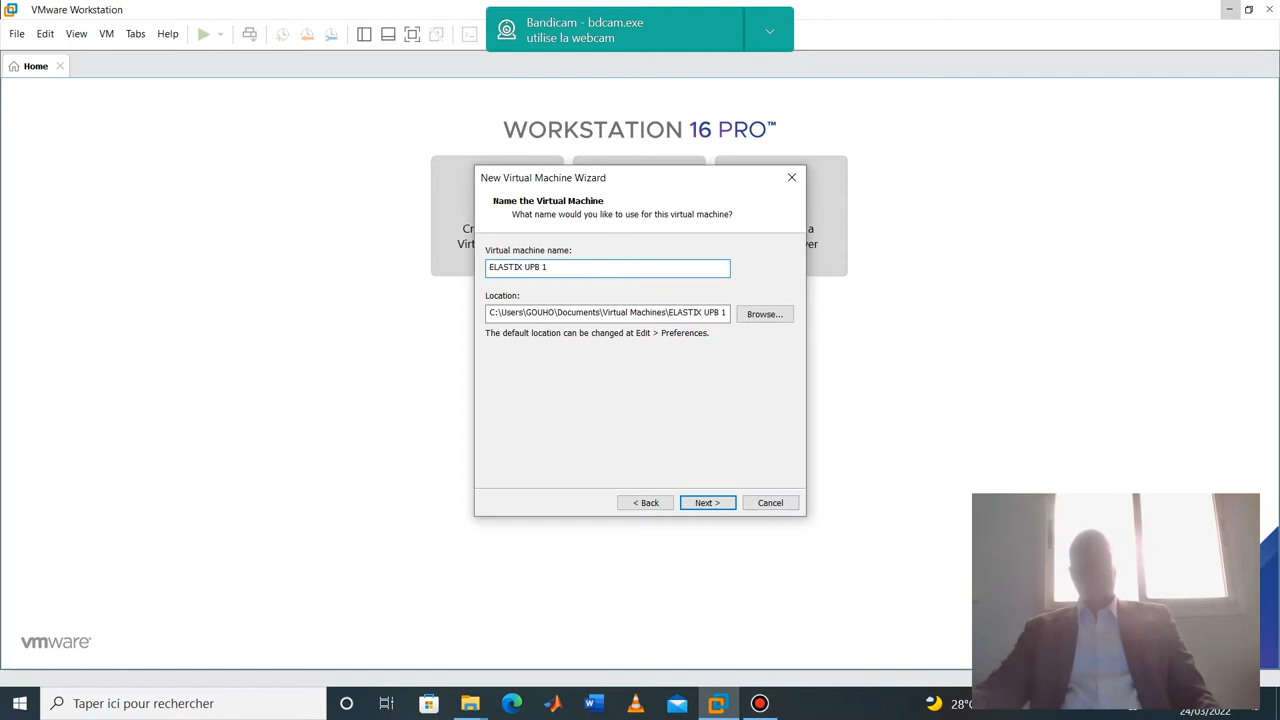 VMware Workstation
File Edit View VM Tabs Help
Bandicam - bdcam.exe
utilise la webcam
Home
WORKSTATION 16 PRO™
New Virtual Machine Wizard
Name the Virtual Machine
What name would you like to use for this virtual machine?
Virtual machine name:
ELASTIX UPB 1
Location:
C:\Users\GOUHO\Documents\Virtual Machines\ELASTIX UPB 1
Browse...
The default location can be changed at Edit > Preferences.
< Back Next > Cancel
vmware
Taper ici pour rechercher
28°
24/03/2022